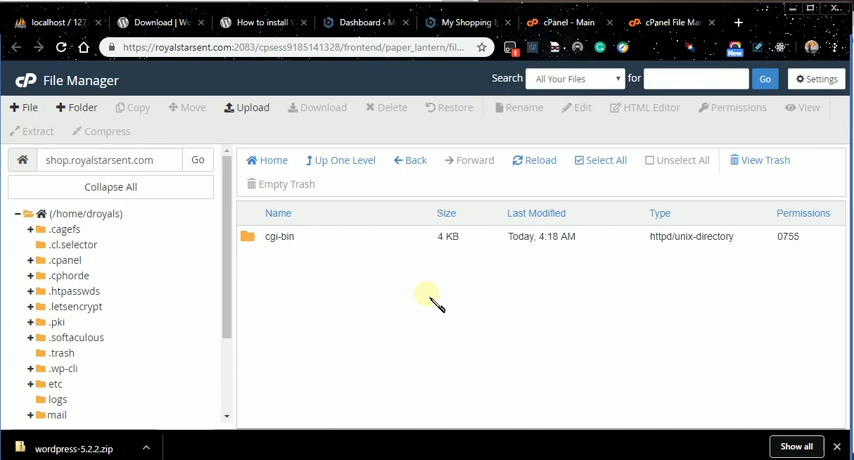 localhost / 127
Download | Wo
How to install
Dashboard ‹ M
My Shopping
cPanel - Main
cPanel File Ma
https://royalstarsent.com:2083/cpsess9185141328/frontend/paper_lantern/fil...
1
New
cP File Manager
Search All Your Files for Go Settings
+ File + Folder Copy Move Upload Download Delete Restore Rename Edit HTML Editor Permissions View
Extract Compress
shop.royalstarsent.com Go
Collapse All
Home Up One Level Back Forward Reload Select All Unselect All View Trash
Empty Trash
Name Size Last Modified Type Permissions
cgi-bin 4 KB Today, 4:18 AM httpd/unix-directory 0755
(/home/droyals)
.cagefs
.cl.selector
.cpanel
.cphorde
.htpasswds
.letsencrypt
.pki
.softaculous
.trash
.wp-cli
etc
logs
mail
wordpress-5.2.2.zip
Show all